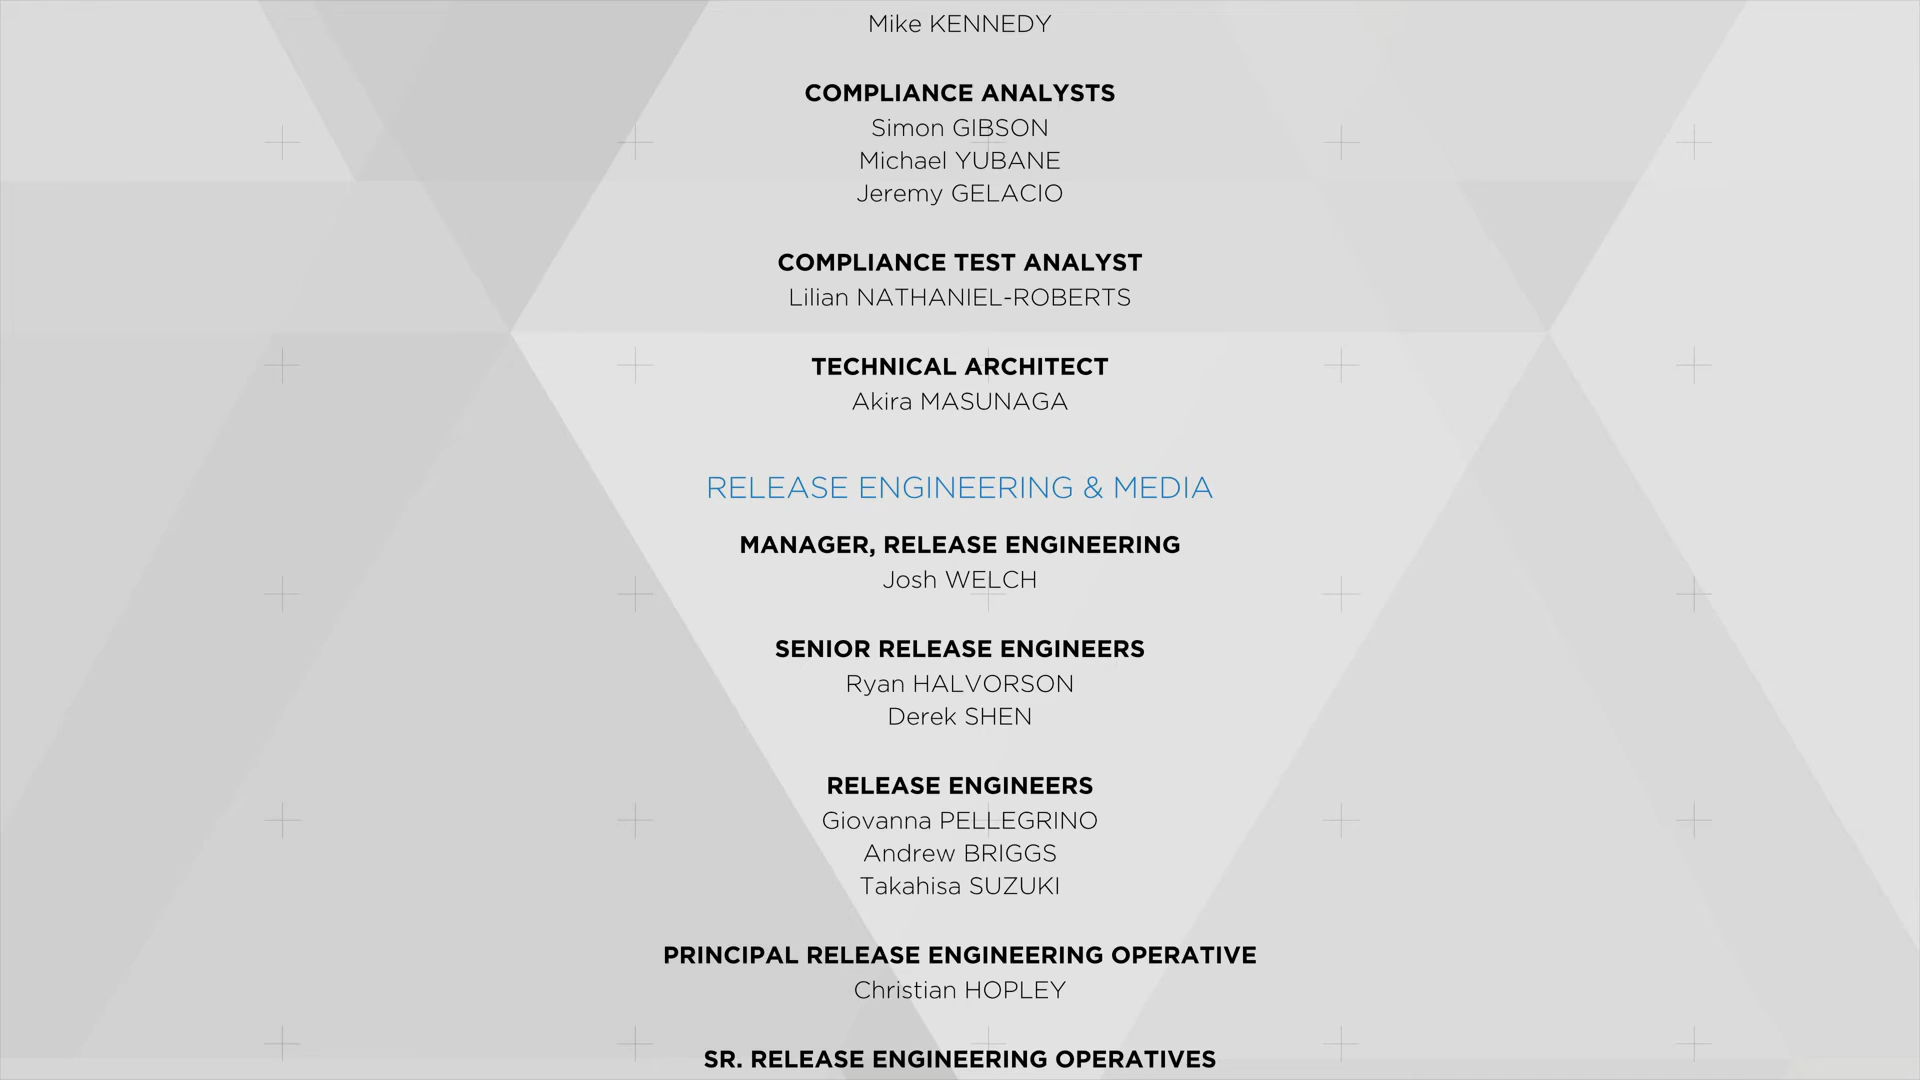 Mike KENNEDY
COMPLIANCE ANALYSTS
Simon GIBSON
Michael YUBANE
Jeremy GELACIO
COMPLIANCE TEST ANALYST
Lilian NATHANIEL-ROBERTS
TECHNICAL ARCHITECT
Akira MASUNAGA
RELEASE ENGINEERING & MEDIA
MANAGER, RELEASE ENGINEERING
Josh WELCH
SENIOR RELEASE ENGINEERS
Ryan HALVORSON
Derek SHEN
RELEASE ENGINEERS
Giovanna PELLEGRINO
Andrew BRIGGS
Takahisa SUZUKI
PRINCIPAL RELEASE ENGINEERING OPERATIVE
Christian HOPLEY
SR. RELEASE ENGINEERING OPERATIVES